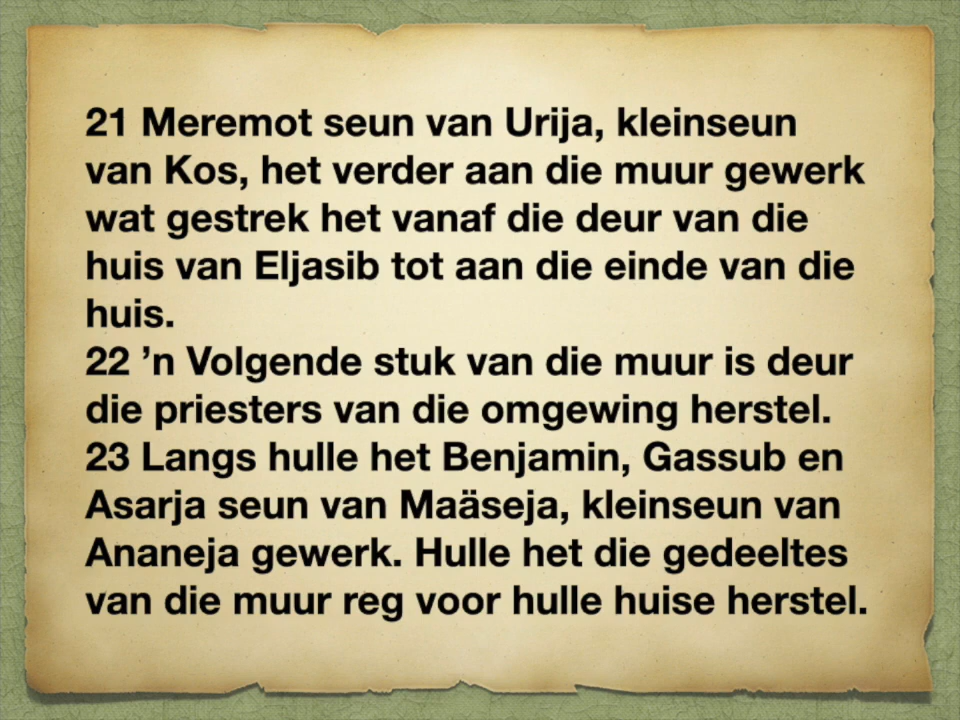 21 Meremot seun van Urija, kleinseun
van Kos, het verder aan die muur gewerk
wat gestrek het vanaf die deur van die
huis van Eljasib tot aan die einde van die
huis.
22 ’n Volgende stuk van die muur is deur
die priesters van die omgewing herstel.
23 Langs hulle het Benjamin, Gassub en
Asarja seun van Maäseja, kleinseun van
Ananeja gewerk. Hulle het die gedeeltes
van die muur reg voor hulle huise herstel.